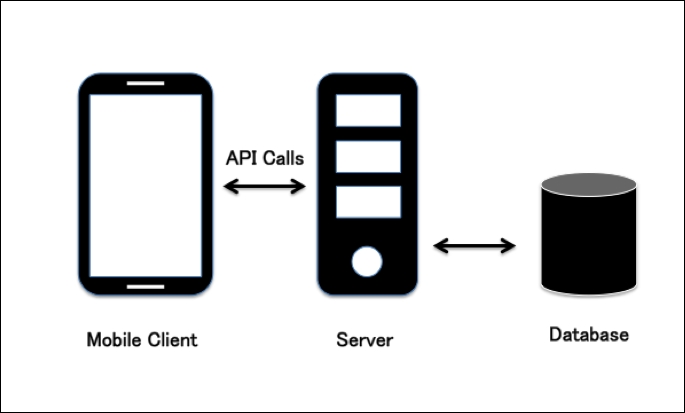 API Calls
Mobile Client
Server
Database